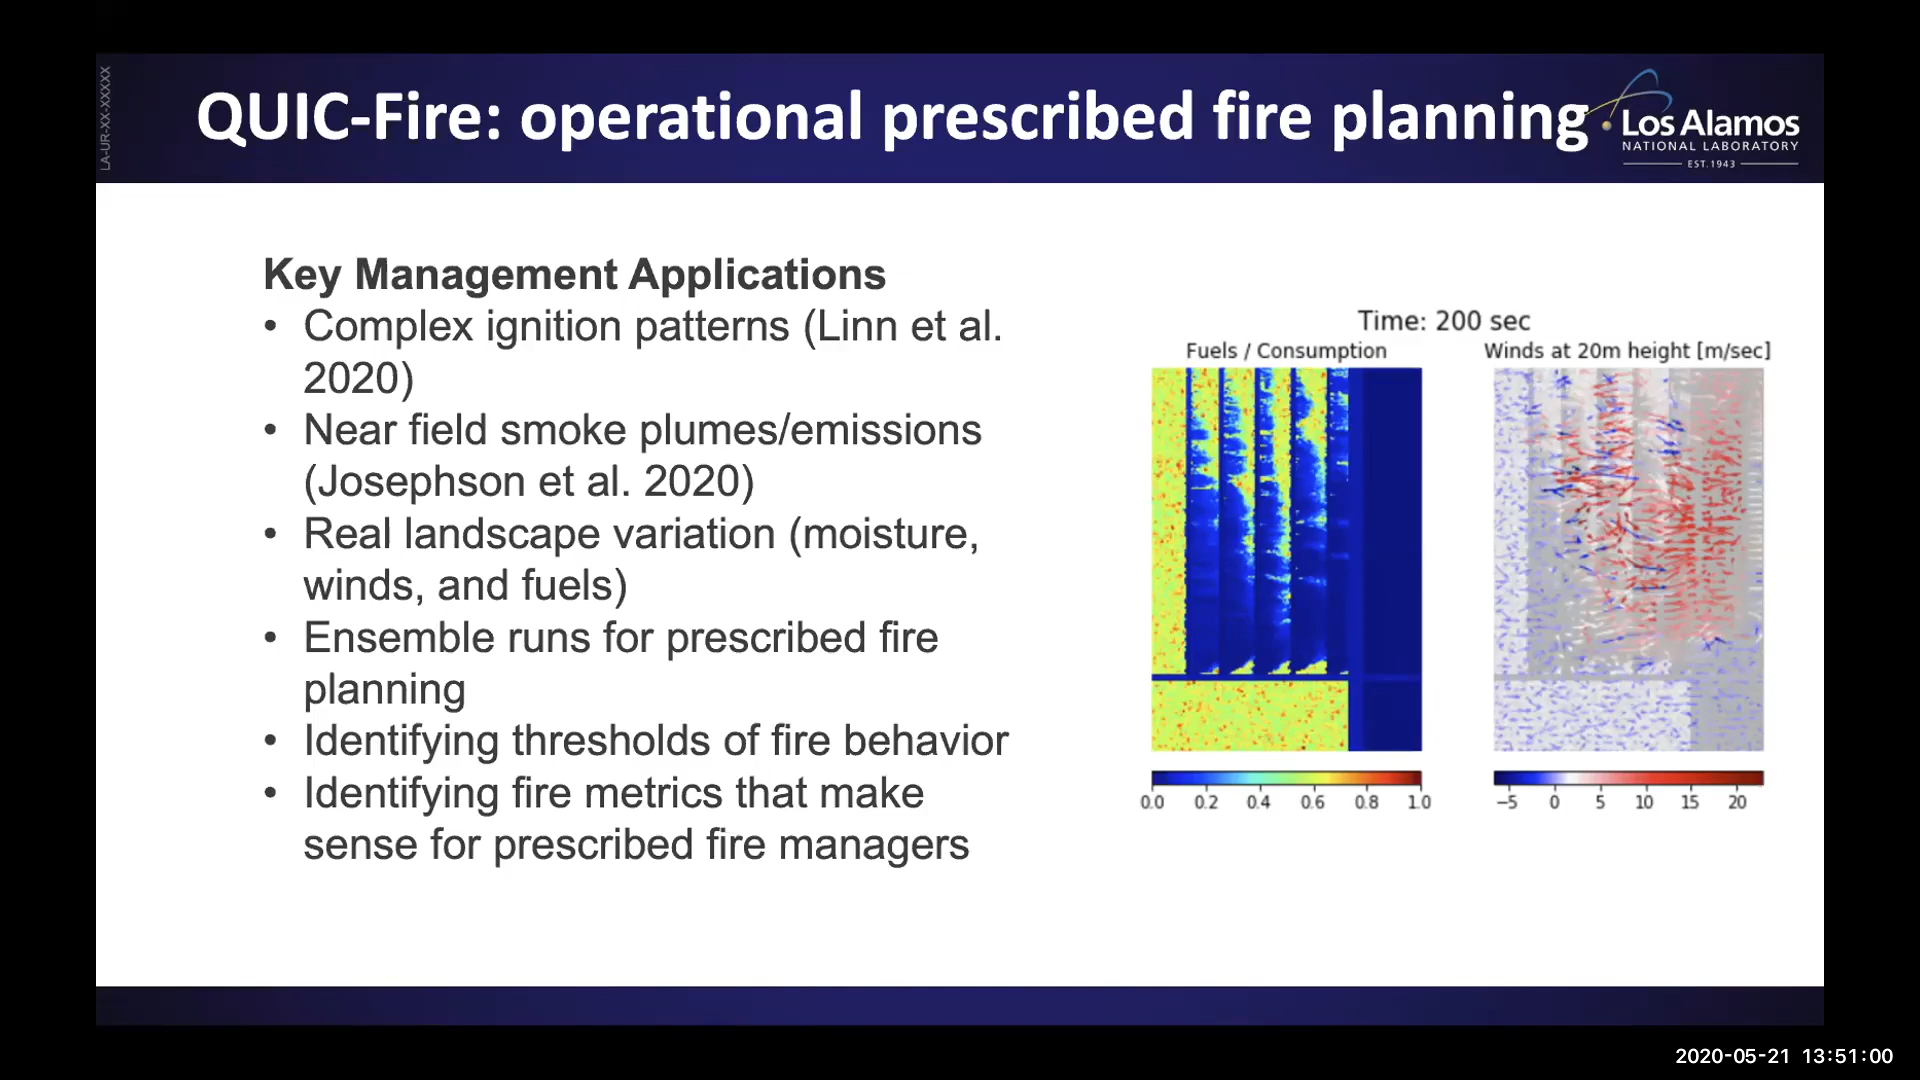 LA-UR-XX-XXXXX
QUIC-Fire: operational prescribed fire planning
Los Alamos
NATIONAL LABORATORY
EST. 1943
Key Management Applications
• Complex ignition patterns (Linn et al.
2020)
• Near field smoke plumes/emissions
(Josephson et al. 2020)
• Real landscape variation (moisture,
winds, and fuels)
• Ensemble runs for prescribed fire
planning
• Identifying thresholds of fire behavior
• Identifying fire metrics that make
sense for prescribed fire managers
Time: 200 sec
Fuels / Consumption
Winds at 20m height [m/sec]
0.0 0.2 0.4 0.6 0.8 1.0
−5 0 5 10 15 20
2020-05-21 13:51:00